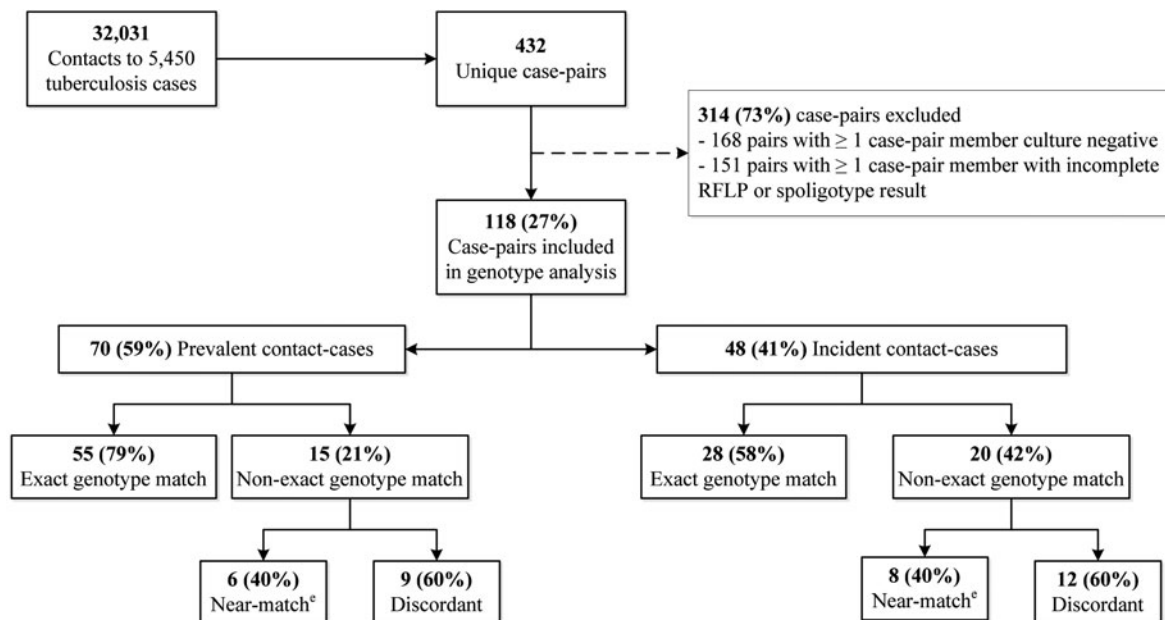 32,031
Contacts to 5,450
tuberculosis cases
432
Unique case-pairs
314 (73%) case-pairs excluded
- 168 pairs with ≥ 1 case-pair member culture negative
- 151 pairs with ≥ 1 case-pair member with incomplete
RFLP or spoligotype result
118 (27%)
Case-pairs included
in genotype analysis
70 (59%) Prevalent contact-cases
48 (41%) Incident contact-cases
55 (79%)
Exact genotype match
15 (21%)
Non-exact genotype match
28 (58%)
Exact genotype match
20 (42%)
Non-exact genotype match
6 (40%)
Near-matchᵉ
9 (60%)
Discordant
8 (40%)
Near-matchᵉ
12 (60%)
Discordant